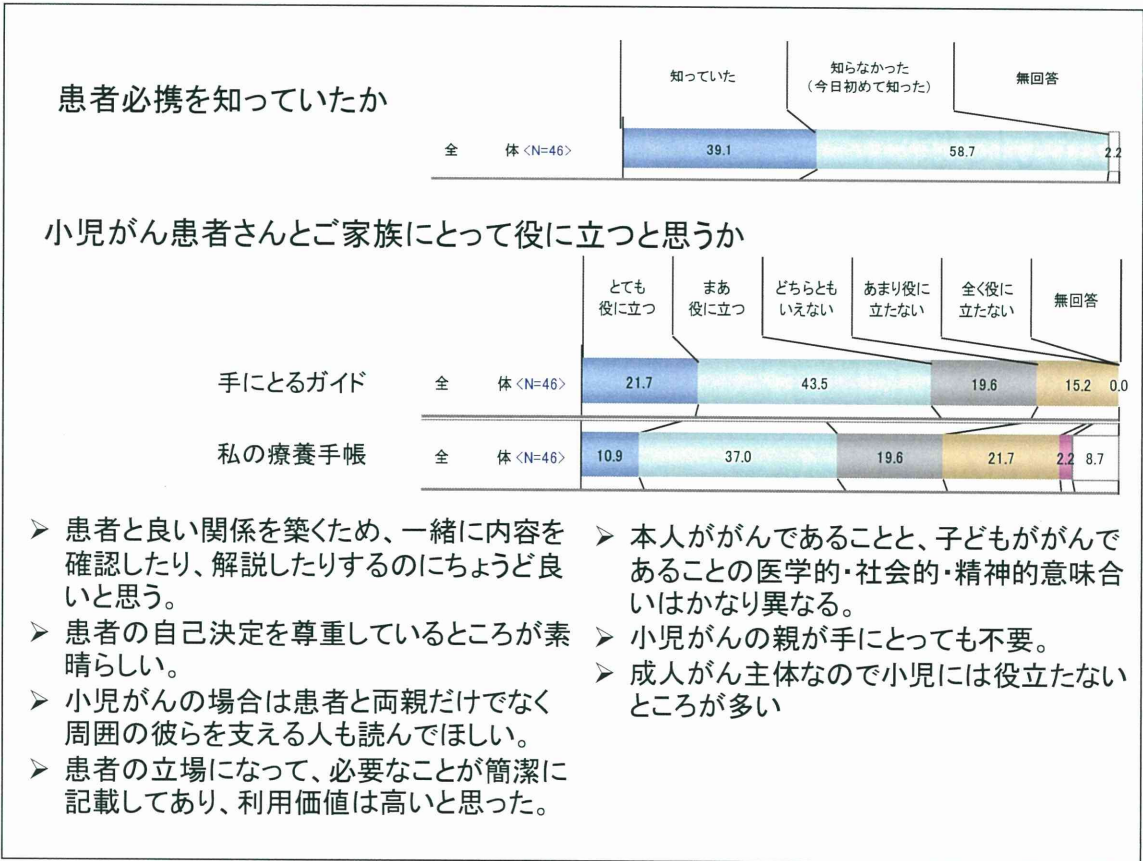 知っていた
知らなかった
(今日初めて知った)
無回答
患者必携を知っていたか
全 体<N=46> 39.1 58.7 2.2
小児がん患者さんとご家族にとって役に立つと思うか
とても
役に立つ
まあ
役に立つ
どちらとも
いえない
あまり役に
立たない
全く役に
立たない
無回答
手にとるガイド 全 体<N=46> 21.7 43.5 19.6 15.2 0.0
私の療養手帳 全 体<N=46> 10.9 37.0 19.6 21.7 2.2 8.7
➢ 患者と良い関係を築くため、一緒に内容を
確認したり、解説したりするのにちょうど良
いと思う。
➢ 患者の自己決定を尊重しているところが素
晴らしい。
➢ 小児がんの場合は患者と両親だけでなく
周囲の彼らを支える人も読んでほしい。
➢ 患者の立場になって、必要なことが簡潔に
記載してあり、利用価値は高いと思った。
➢ 本人ががんであることと、子どもががんで
あることの医学的・社会的・精神的意味合
いはかなり異なる。
➢ 小児がんの親が手にとっても不要。
➢ 成人がん主体なので小児には役立たない
ところが多い